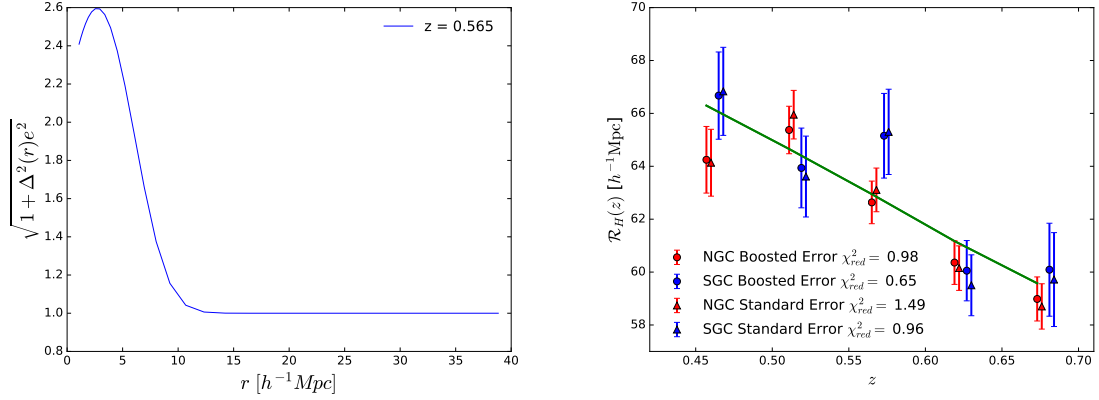 2.6
2.4
2.2
2.0
1.8
1.6
1.4
1.2
1.0
0.8
√1 + Δ²(r)e²
z = 0.565
0 5 10 15 20 25 30 35 40
r [h⁻¹Mpc]
70
68
66
64
62
60
58
R_H(z) [h⁻¹Mpc]
NGC Boosted Error χ²_red = 0.98
SGC Boosted Error χ²_red = 0.65
NGC Standard Error χ²_red = 1.49
SGC Standard Error χ²_red = 0.96
0.45 0.50 0.55 0.60 0.65 0.70
z